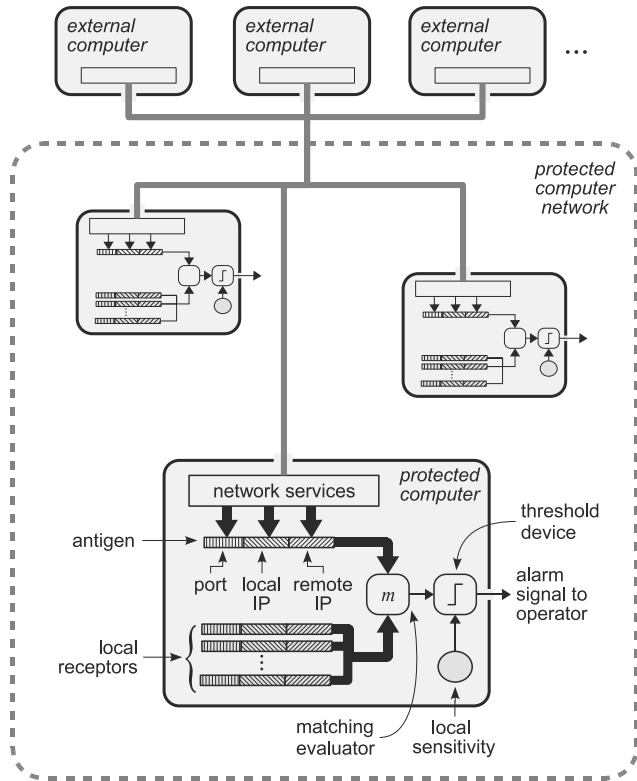 external
computer
external
computer
external
computer
...
protected
computer
network
protected
computer
network services
antigen
port
local
IP
remote
IP
m
threshold
device
alarm
signal to
operator
local
receptors
matching
evaluator
local
sensitivity